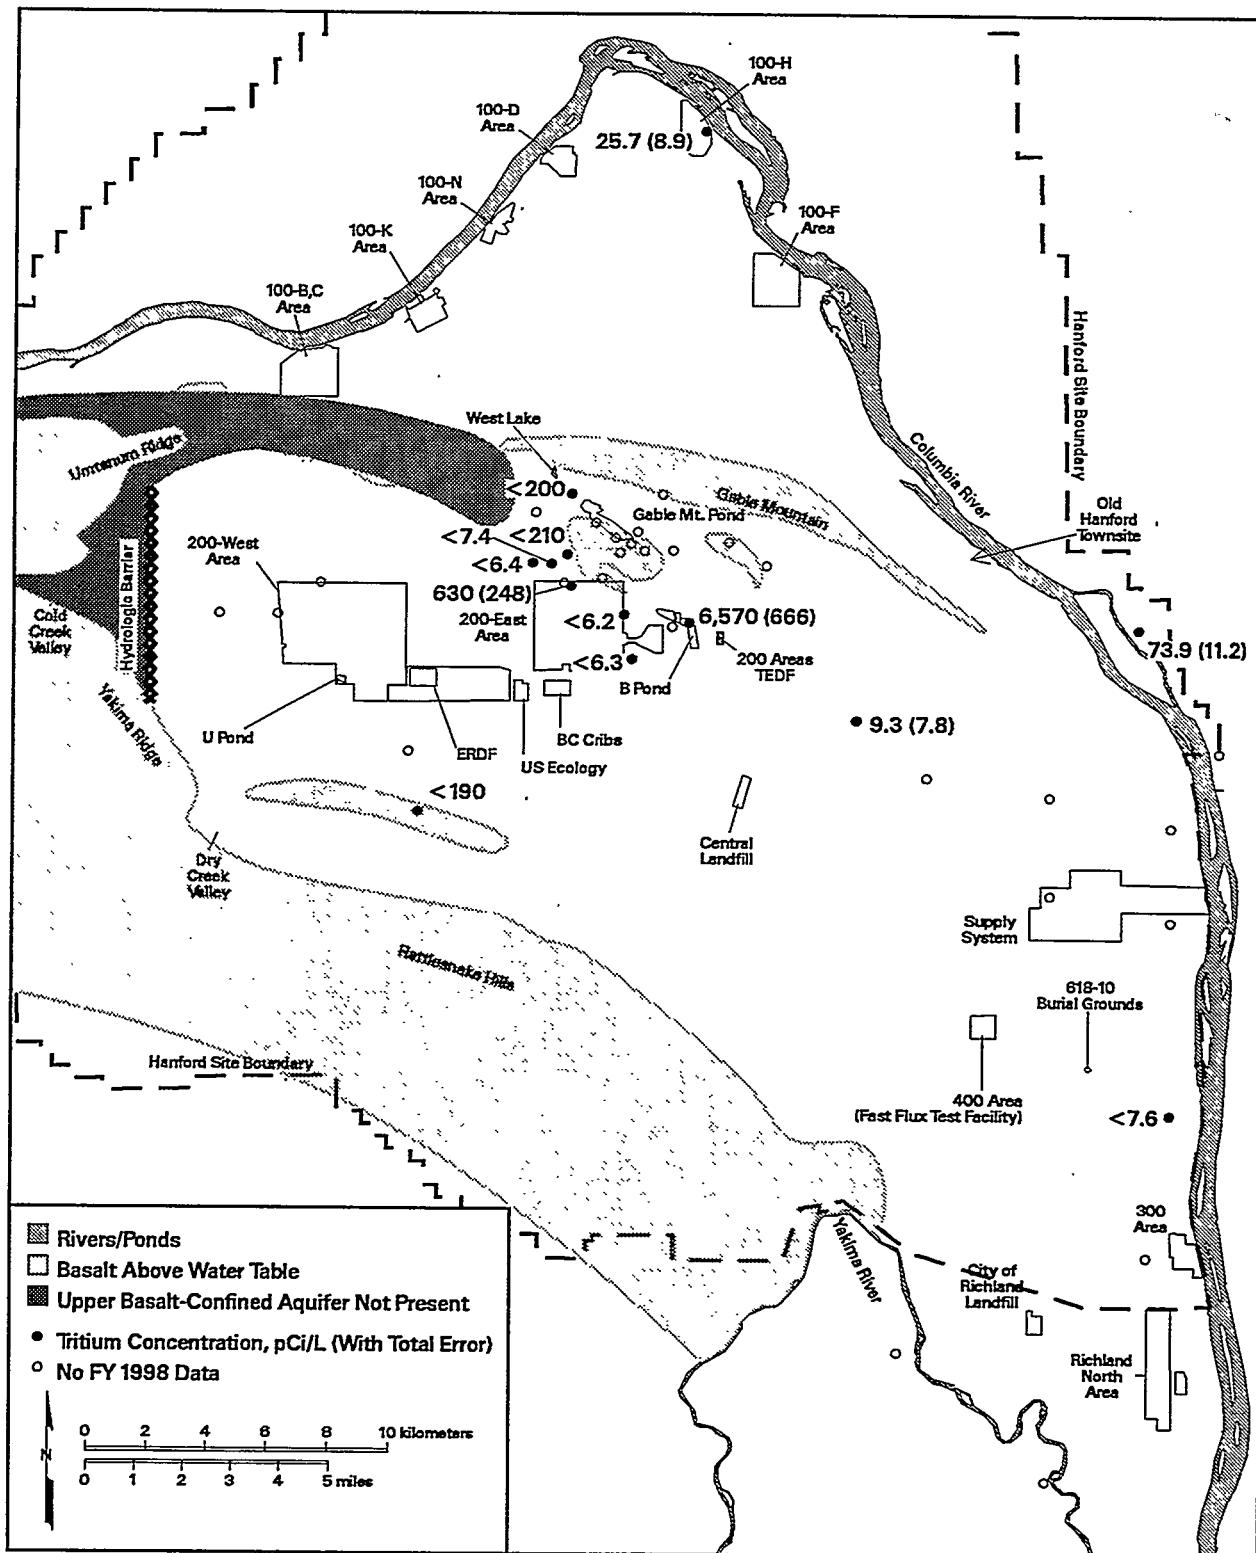 100-H
Area
100-D
Area
25.7 (8.9)
100-N
Area
100-F
Area
100-K
Area
100-B,C
Area
Hanford Site Boundary
West Lake
Umtanum Ridge
Columbia River
<200
Gable Mountain
Old
Hanford
Townsite
Gable Mt. Pond
<7.4
<210
200-West
Area
<6.4
630 (248)
Hydrologic Barrier
Cold
Creek
Valley
200-East
Area
<6.2
6,570 (666)
73.9 (11.2)
<6.3
200 Areas
TEDF
B Pond
Yakima Ridge
9.3 (7.8)
U Pond
BC Cribs
ERDF
US Ecology
<190
Central
Landfill
Dry
Creek
Valley
Supply
System
Rattlesnake Hills
618-10
Burial Grounds
Hanford Site Boundary
400 Area
(Fast Flux Test Facility)
<7.6
300
Area
Yakima River
City of
Richland
Landfill
Richland
North
Area
Rivers/Ponds
Basalt Above Water Table
Upper Basalt-Confined Aquifer Not Present
Tritium Concentration, pCi/L (With Total Error)
No FY 1998 Data
N
0 2 4 6 8 10 kilometers
0 1 2 3 4 5 miles